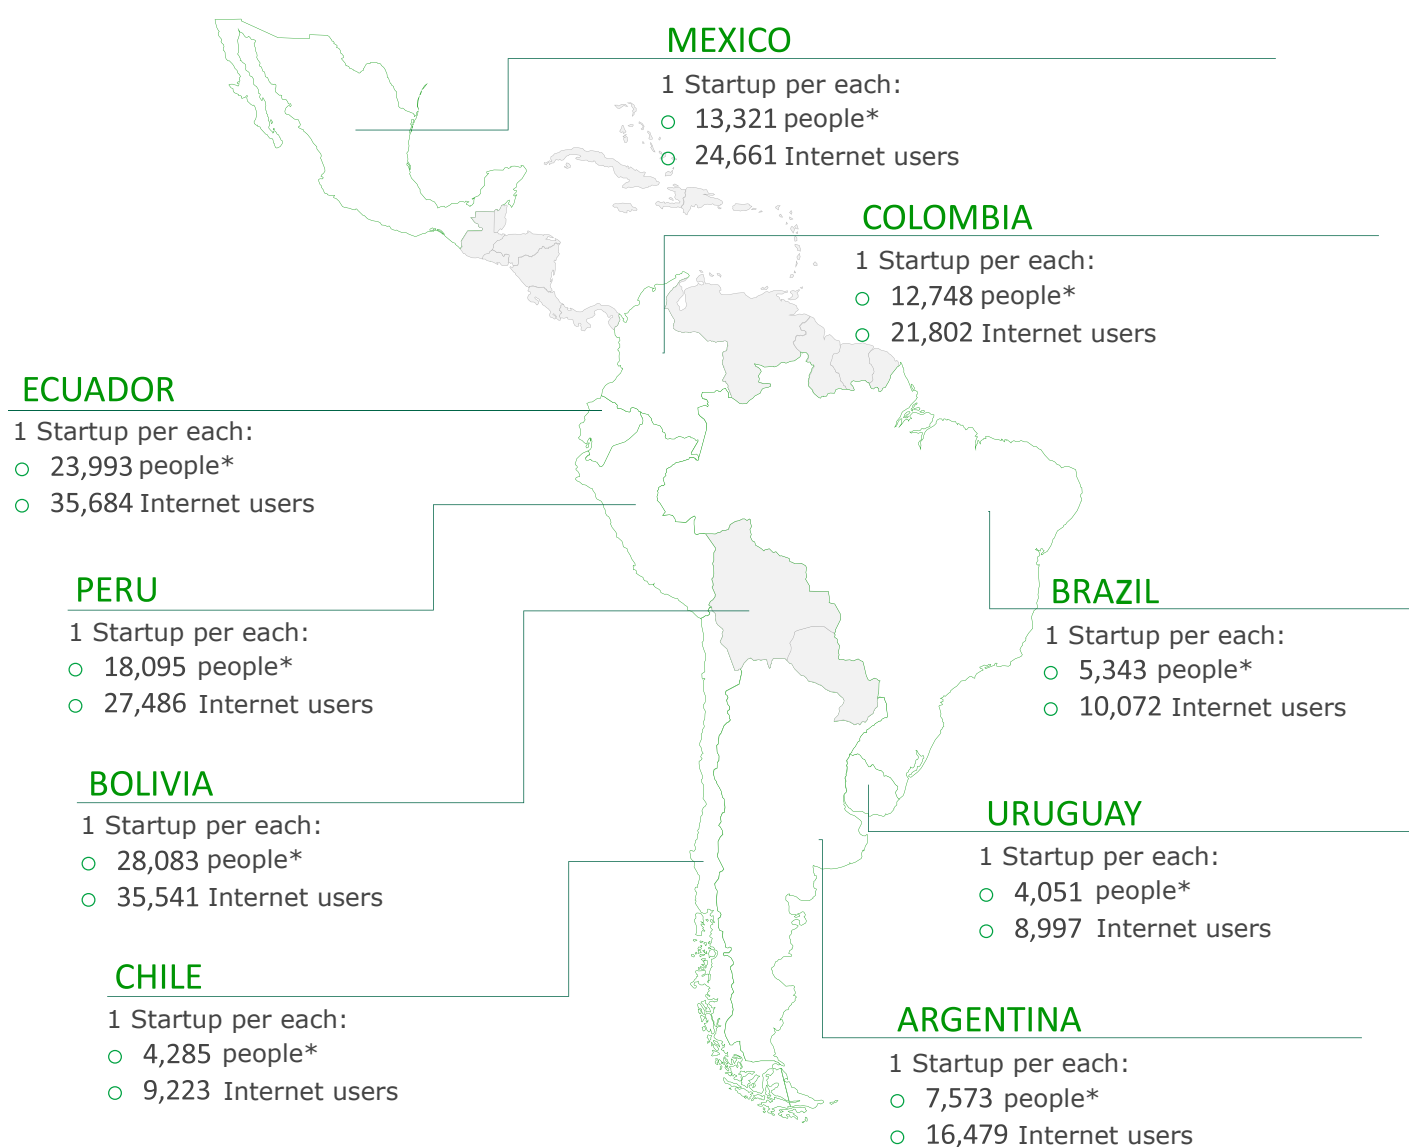 MEXICO
1 Startup per each:
13,321 people*
24,661 Internet users
COLOMBIA
1 Startup per each:
12,748 people*
21,802 Internet users
ECUADOR
1 Startup per each:
23,993 people*
35,684 Internet users
PERU
1 Startup per each:
18,095 people*
27,486 Internet users
BRAZIL
1 Startup per each:
5,343 people*
10,072 Internet users
BOLIVIA
1 Startup per each:
28,083 people*
35,541 Internet users
URUGUAY
1 Startup per each:
4,051 people*
8,997 Internet users
CHILE
1 Startup per each:
4,285 people*
9,223 Internet users
ARGENTINA
1 Startup per each:
7,573 people*
16,479 Internet users